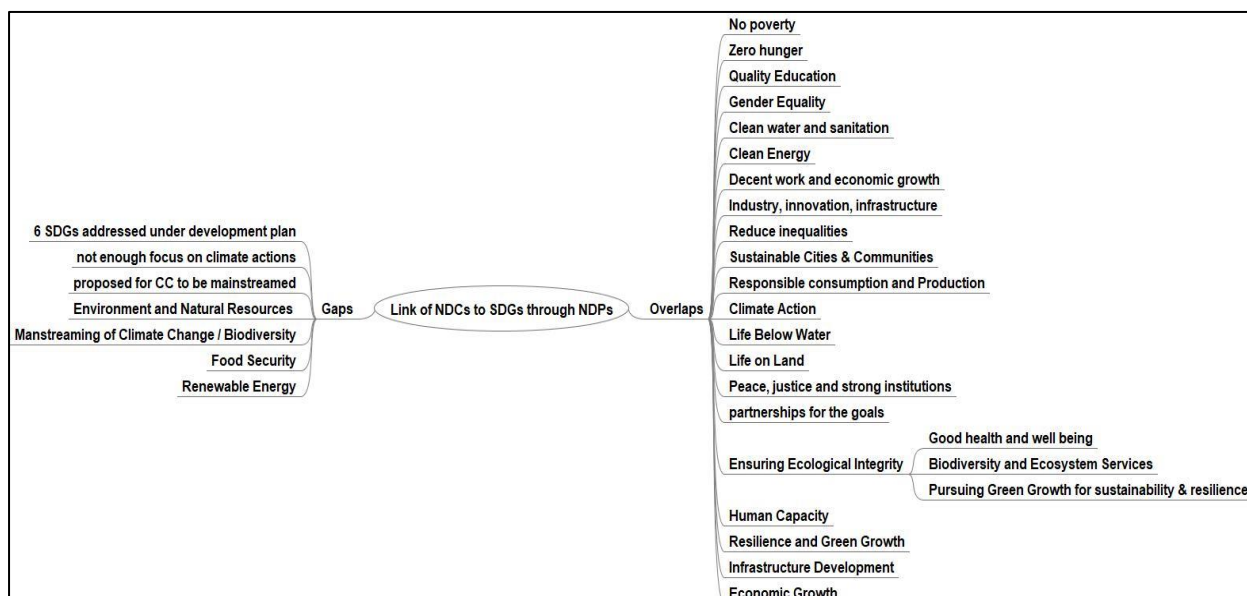 6 SDGs addressed under development plan
not enough focus on climate actions
proposed for CC to be mainstreamed
Environment and Natural Resources
Manstreaming of Climate Change / Biodiversity
Food Security
Renewable Energy
Gaps
Link of NDCs to SDGs through NDPs
Overlaps
No poverty
Zero hunger
Quality Education
Gender Equality
Clean water and sanitation
Clean Energy
Decent work and economic growth
Industry, innovation, infrastructure
Reduce inequalities
Sustainable Cities & Communities
Responsible consumption and Production
Climate Action
Life Below Water
Life on Land
Peace, justice and strong institutions
partnerships for the goals
Ensuring Ecological Integrity
Good health and well being
Biodiversity and Ecosystem Services
Pursuing Green Growth for sustainability & resilience
Human Capacity
Resilience and Green Growth
Infrastructure Development
Economic Growth